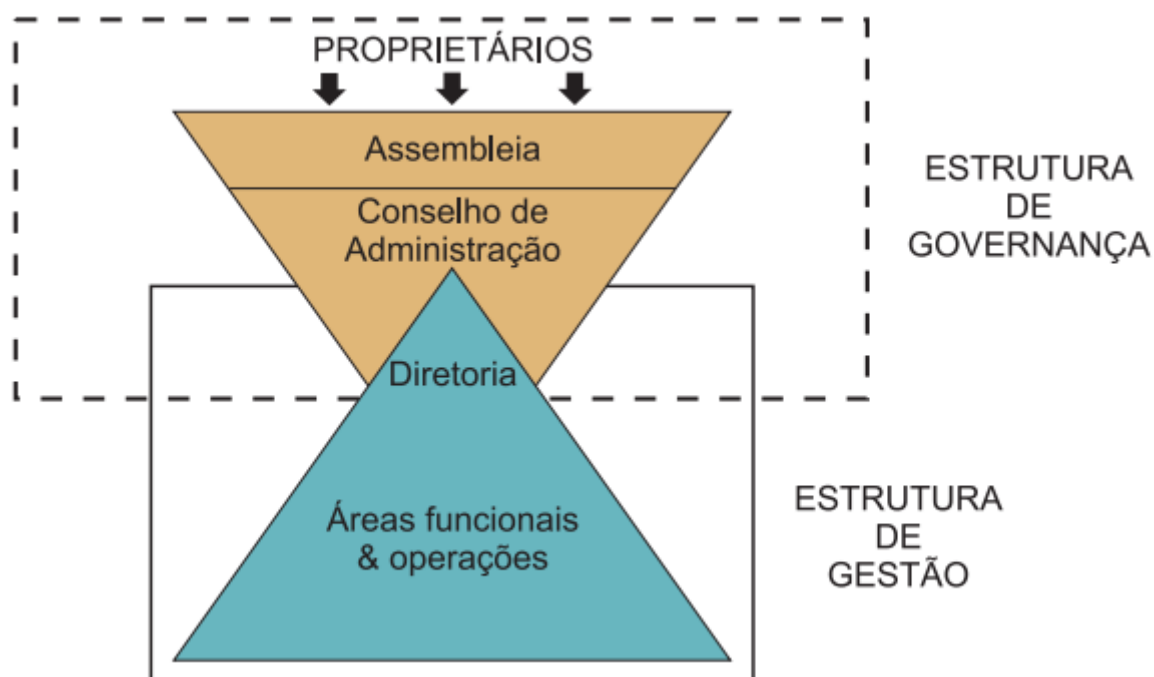 PROPRIETÁRIOS
Assembleia
Conselho de
Administração
Diretoria
Áreas funcionais
& operações
ESTRUTURA
DE
GOVERNANÇA
ESTRUTURA
DE
GESTÃO